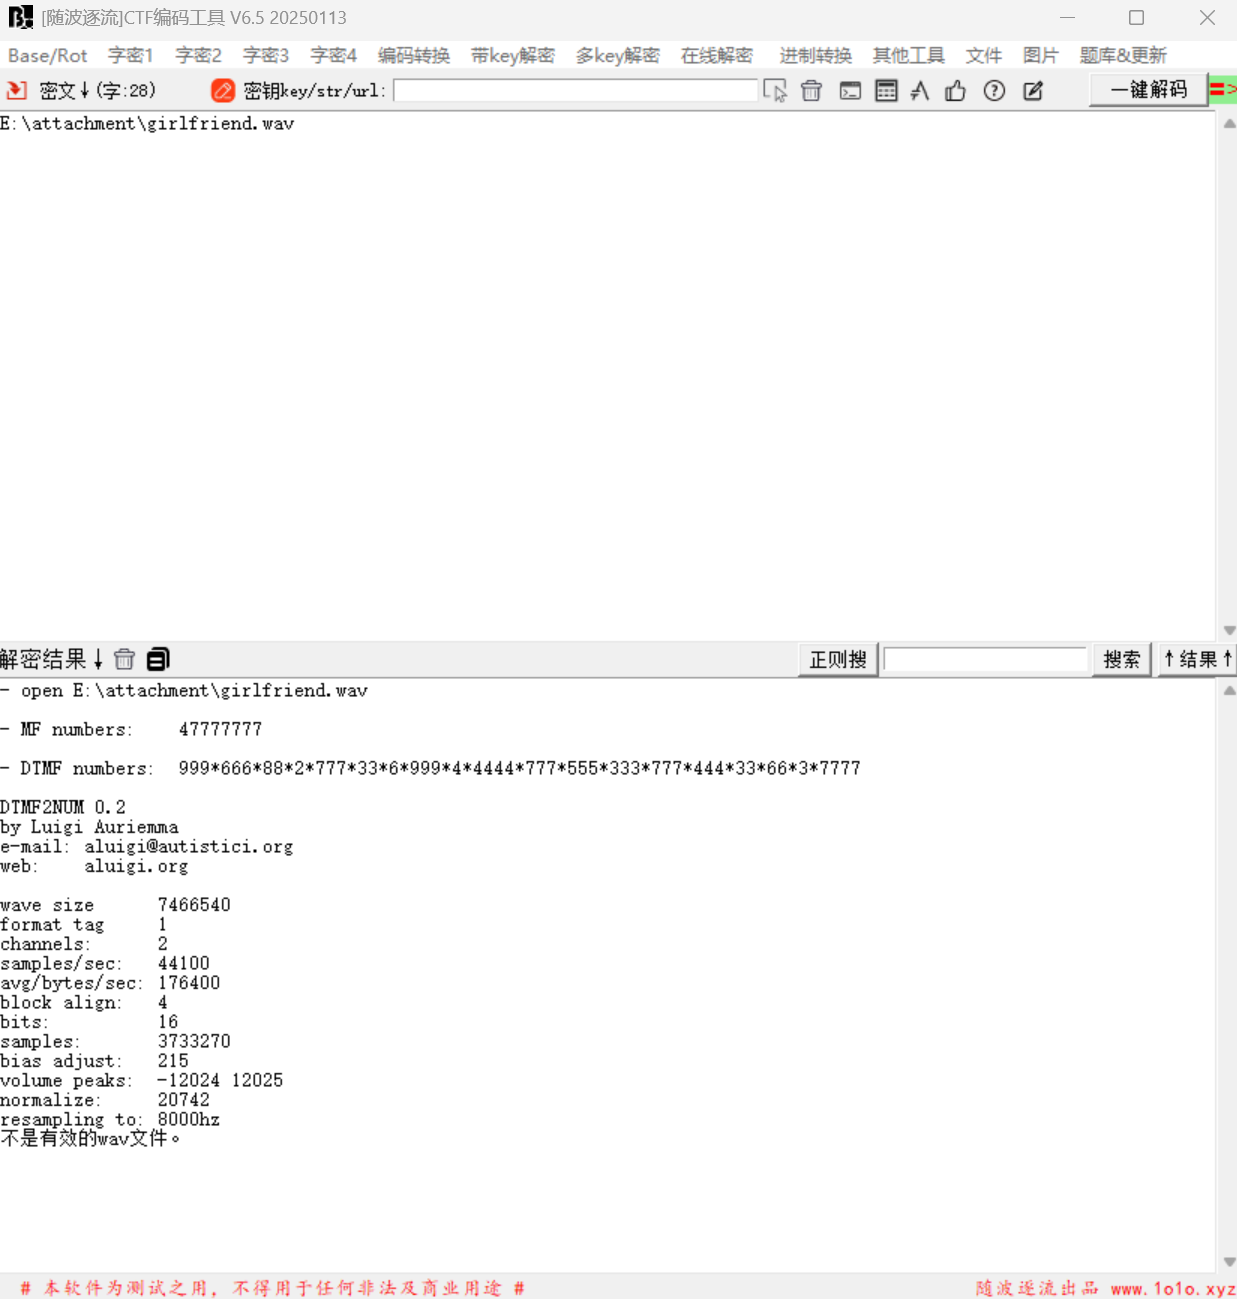 [随波逐流]CTF编码工具 V6.5 20250113
Base/Rot 字密1 字密2 字密3 字密4 编码转换 带key解密 多key解密 在线解密 进制转换 其他工具 文件 图片 题库&更新
密文↓(字:28) 密钥key/str/url: 一键解码 =>
E:\attachment\girlfriend.wav
解密结果↓ 正则搜 搜索 ↑结果↑
- open E:\attachment\girlfriend.wav
- MF numbers: 47777777
- DTMF numbers: 999*666*88*2*777*33*6*999*4*4444*777*555*333*777*444*33*66*3*7777
DTMF2NUM 0.2
by Luigi Auriemma
e-mail: aluigi@autistici.org
web: aluigi.org
wave size 7466540
format tag 1
channels: 2
samples/sec: 44100
avg/bytes/sec: 176400
block align: 4
bits: 16
samples: 3733270
bias adjust: 215
volume peaks: -12024 12025
normalize: 20742
resampling to: 8000hz
不是有效的wav文件。
# 本软件为测试之用，不得用于任何非法及商业用途 # 随波逐流出品 www.1o1o.xyz